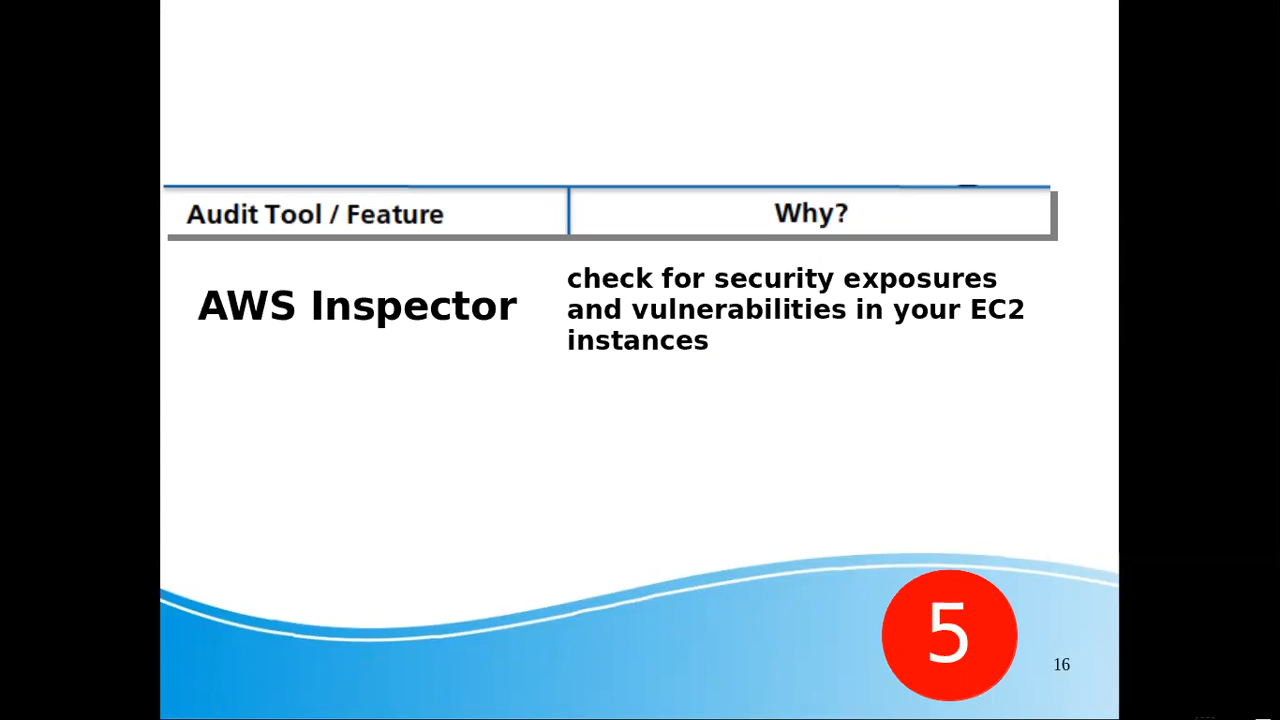 Audit Tool / Feature
Why?
AWS Inspector
check for security exposures
and vulnerabilities in your EC2
instances
5
16